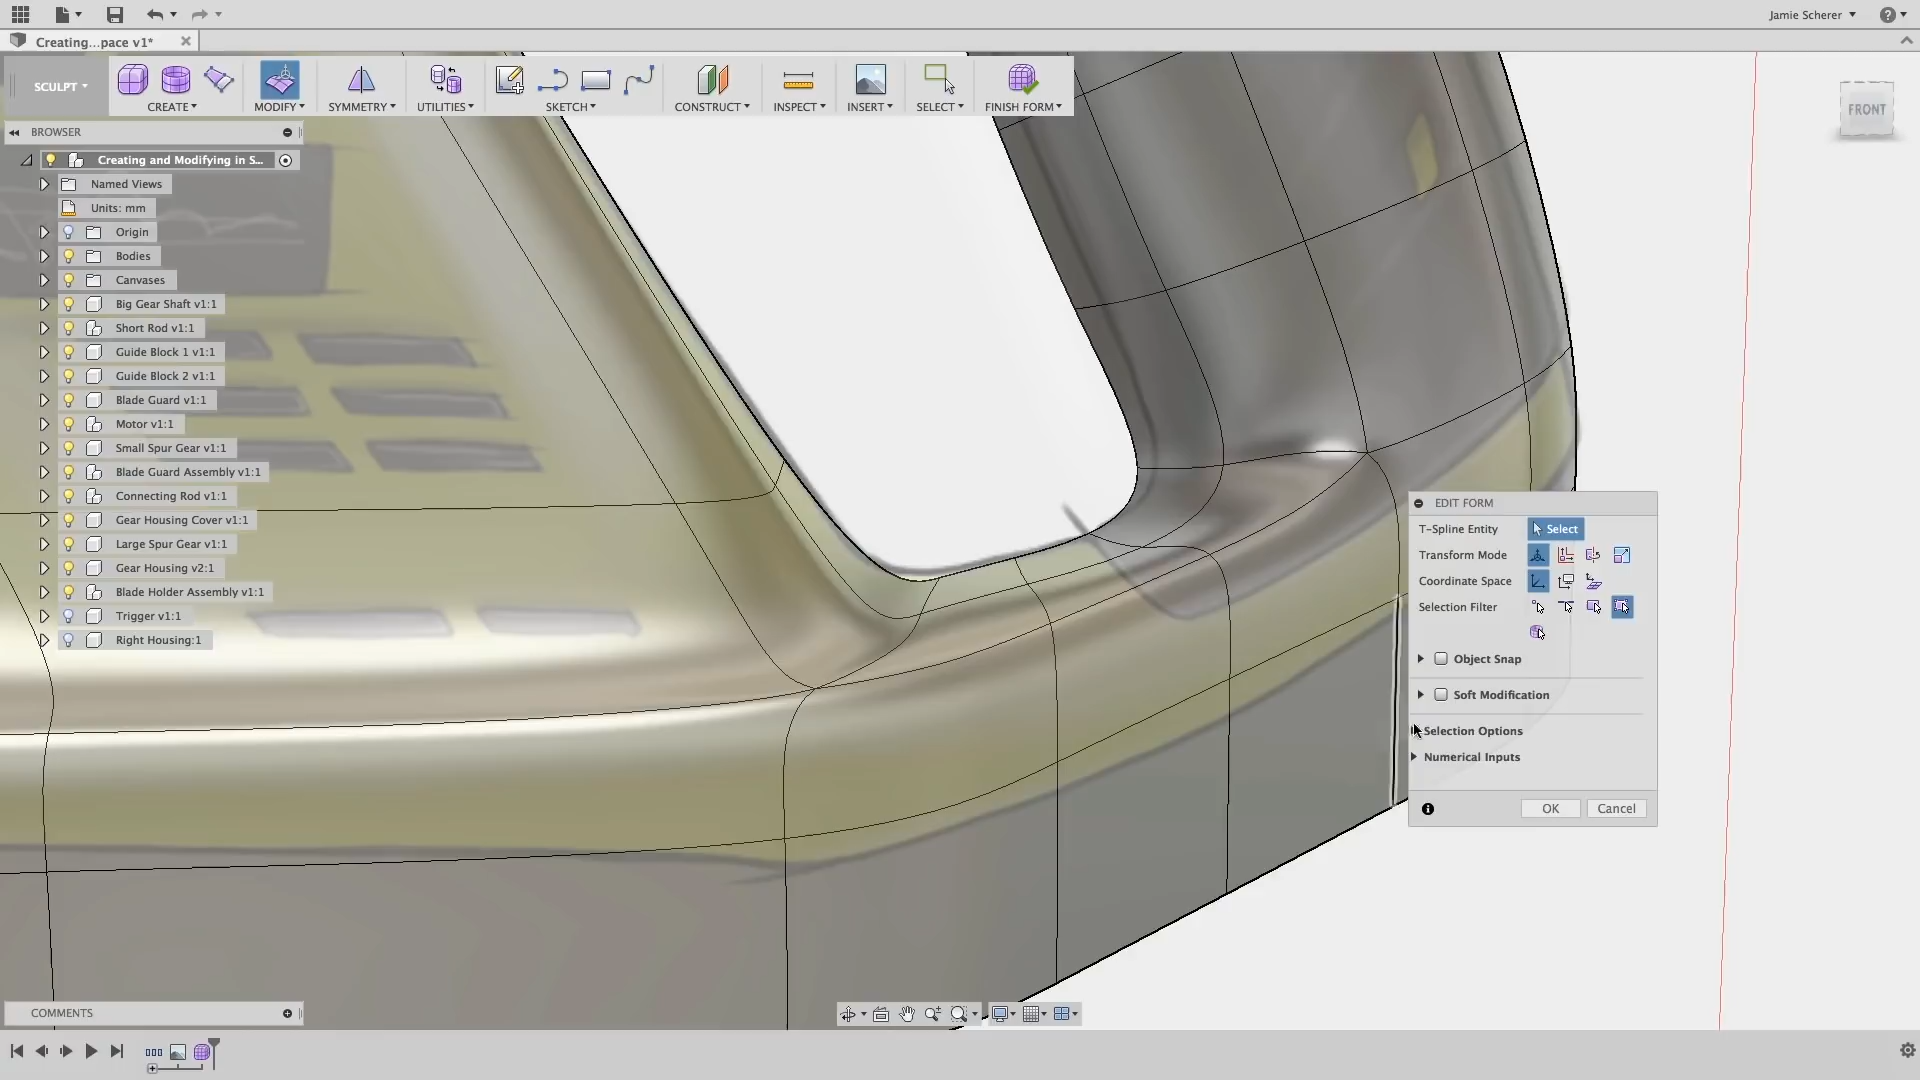 Jamie Scherer
Creating...pace v1*
SCULPT
CREATE
MODIFY
SYMMETRY
UTILITIES
SKETCH
CONSTRUCT
INSPECT
INSERT
SELECT
FINISH FORM
FRONT
BROWSER
Creating and Modifying in S...
Named Views
Units: mm
Origin
Bodies
Canvases
Big Gear Shaft v1:1
Short Rod v1:1
Guide Block 1 v1:1
Guide Block 2 v1:1
Blade Guard v1:1
Motor v1:1
Small Spur Gear v1:1
Blade Guard Assembly v1:1
Connecting Rod v1:1
Gear Housing Cover v1:1
Large Spur Gear v1:1
Gear Housing v2:1
Blade Holder Assembly v1:1
Trigger v1:1
Right Housing:1
EDIT FORM
T-Spline Entity Select
Transform Mode
Coordinate Space
Selection Filter
Object Snap
Soft Modification
Selection Options
Numerical Inputs
OK Cancel
COMMENTS